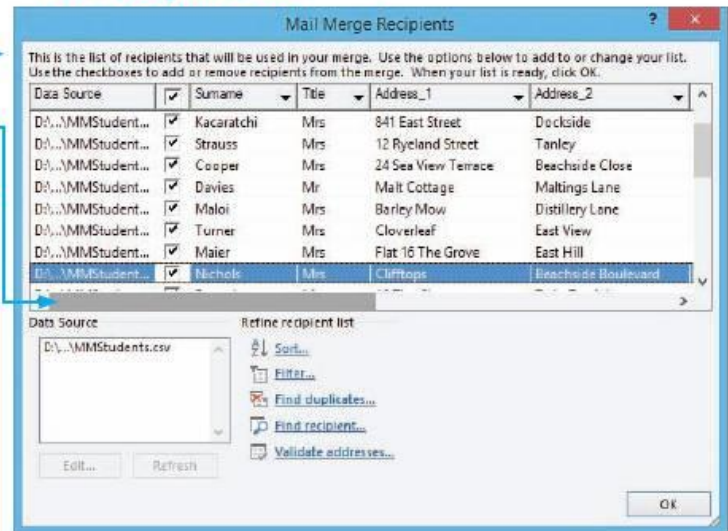 Mail Merge Recipients ?
This is the list of recipients that will be used in your merge. Use the options below to add to or change your list.
Use the checkboxes to add or remove recipients from the merge. When your list is ready, click OK.
Data Source Surname Title Address_1 Address_2
D:\...\MMStudent... Kacaratchi Mrs 841 East Street Dockside
D:\...\MMStudent... Strauss Mrs 12 Ryeland Street Tanley
D:\...\MMStudent... Cooper Mrs 24 Sea View Terrace Beachside Close
D:\...\MMStudent... Davies Mr Malt Cottage Maltings Lane
D:\...\MMStudent... Maloi Mrs Barley Mow Distillery Lane
D:\...\MMStudent... Turner Mrs Cloverleaf East View
D:\...\MMStudent... Maier Mrs Flat 16 The Grove East Hill
D:\...\MMStudent... Nichols Mrs Clifftops Beachside Boulevard
Data Source Refine recipient list
D:\...\MMStudents.csv
Sort...
Filter...
Find duplicates...
Find recipient...
Validate addresses...
Edit... Refresh
OK